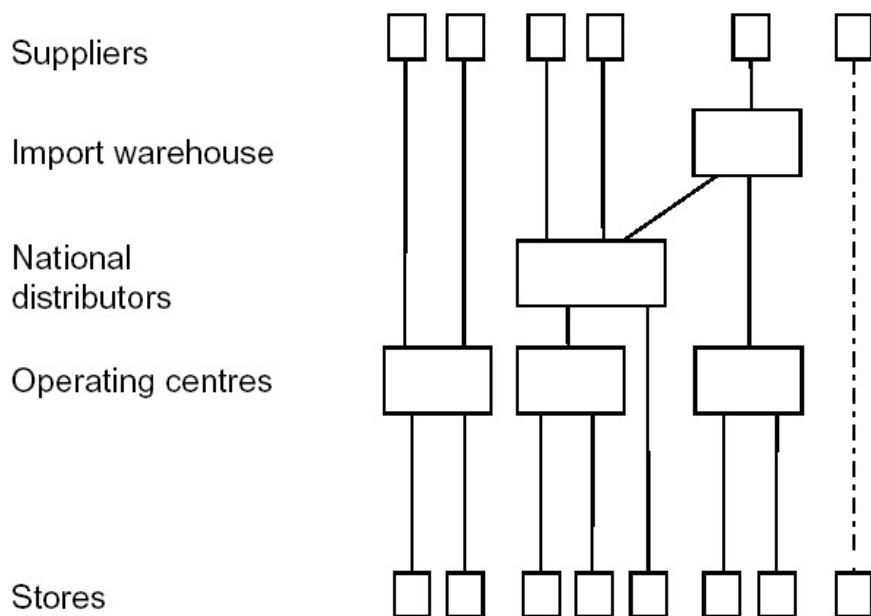 Suppliers
Import warehouse
National
distributors
Operating centres
Stores